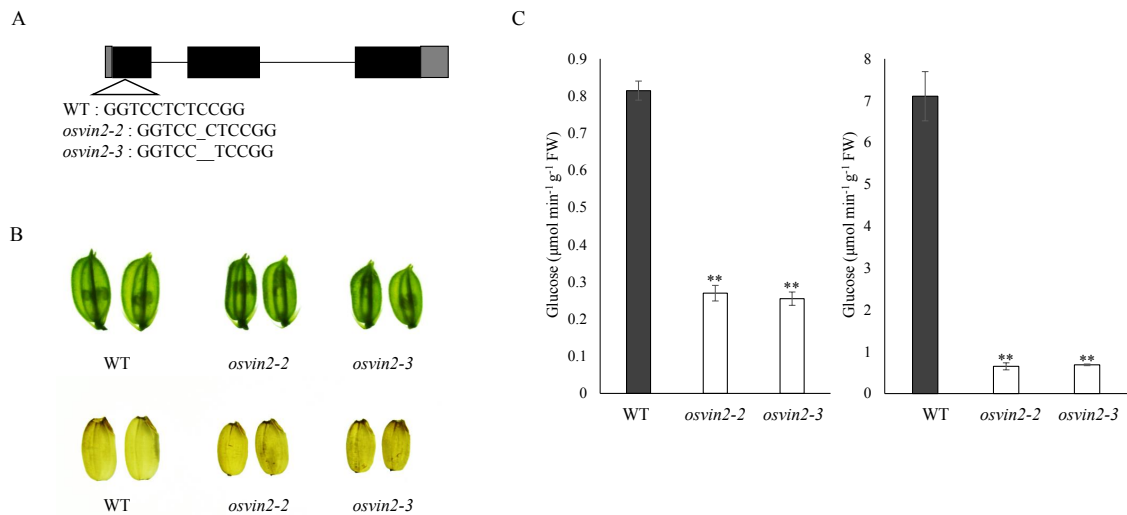 A
WT : GGTCCTCTCCGG
osvin2-2 : GGTCC_CTCCGG
osvin2-3 : GGTCC__TCCGG
B
WT osvin2-2 osvin2-3
WT osvin2-2 osvin2-3
C
Glucose (µmol min-1 g-1 FW)
0.9
0.8
0.7
0.6
0.5
0.4
0.3
0.2
0.1
0
** **
WT osvin2-2 osvin2-3
Glucose (µmol min-1 g-1 FW)
8
7
6
5
4
3
2
1
0
** **
WT osvin2-2 osvin2-3